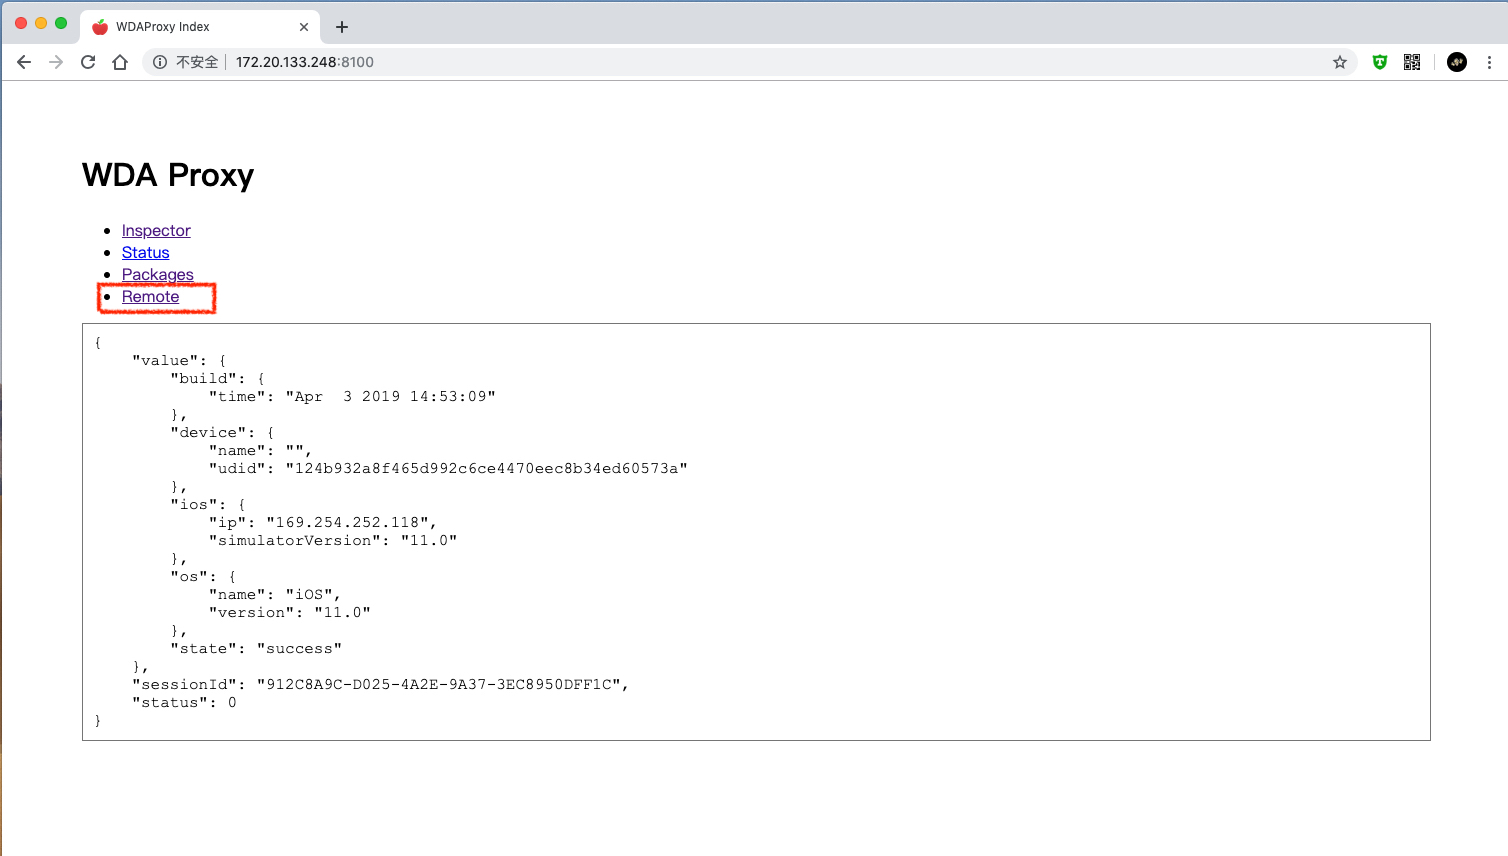 WDAProxy Index
不安全
172.20.133.248:8100
WDA Proxy
Inspector
Status
Packages
Remote
{
    "value": {
        "build": {
            "time": "Apr  3 2019 14:53:09"
        },
        "device": {
            "name": "",
            "udid": "124b932a8f465d992c6ce4470eec8b34ed60573a"
        },
        "ios": {
            "ip": "169.254.252.118",
            "simulatorVersion": "11.0"
        },
        "os": {
            "name": "iOS",
            "version": "11.0"
        },
        "state": "success"
    },
    "sessionId": "912C8A9C-D025-4A2E-9A37-3EC8950DFF1C",
    "status": 0
}